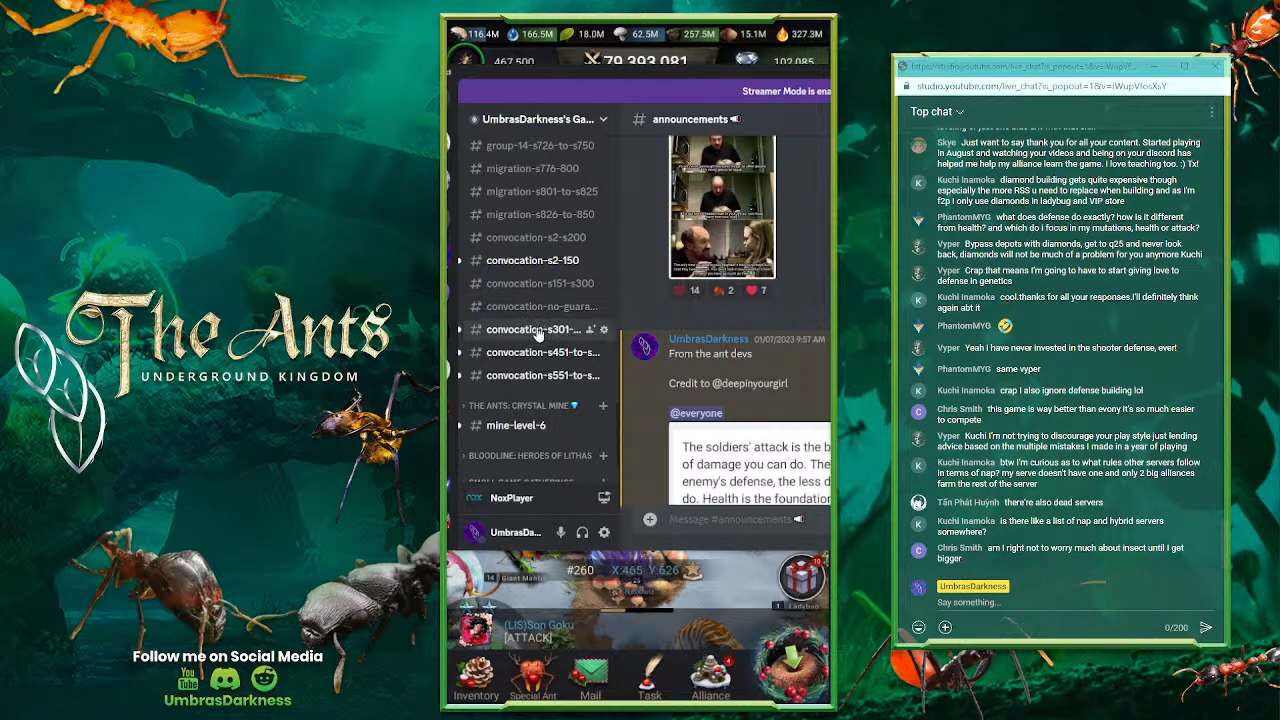 The Ants
UNDERGROUND KINGDOM
Follow me on Social Media
You
Tube
UmbrasDarkness
116.4M 166.5M 18.0M 62.5M 257.5M 15.1M 327.3M
467,500 79,393,081 102,085
Streamer Mode is ena
UmbrasDarkness's Ga...
# announcements
# group-14-s726-to-s750
# migration-s776-800
# migration-s801-to-s825
# migration-s826-to-850
# convocation-s2-s200
# convocation-s2-150
# convocation-s151-s300
# convocation-no-guara...
# convocation-s301-...
# convocation-s451-to-s...
# convocation-s551-to-s...
THE ANTS: CRYSTAL MINE
# mine-level-6
BLOODLINE: HEROES OF LITHAS
NOX NoxPlayer
UmbrasDa...
14 2 7
UmbrasDarkness 01/07/2023 9:57 AM
From the ant devs
Credit to @deepinyourgirl
@everyone
The soldiers' attack is the b
of damage you can do. The
enemy's defense, the less d
do. Health is the foundation
Message #announcements
14 Giant Mantis
#260 X:465 Y:626
10
1 Ladybug
(LIS)Son Goku
[ATTACK]
4
Inventory Special Ant Mail Task Alliance
studio.youtube.com/live_chat?is_popout=1&v=iWupVfosXsY
Top chat
Skye Just want to say thank you for all your content. Started playing
in August and watching your videos and being on your discord has
helped me help my alliance learn the game. I love teaching too. :) Tx!
K Kuchi Inamoka diamond building gets quite expensive though
especially the more RSS u need to replace when building and as I'm
f2p I only use diamonds in ladybug and VIP store
PhantomMYG what does defense do exactly? how is it different
from health? and which do i focus in my mutations, health or attack?
Vyper Bypass depots with diamonds, get to q25 and never look
back, diamonds will not be much of a problem for you anymore Kuchi
Vyper Crap that means I'm going to have to start giving love to
defense in genetics
K Kuchi Inamoka cool.thanks for all your responses.I'll definitely think
again abt it
PhantomMYG 🤣
Vyper Yeah I have never invested in the shooter defense, ever!
PhantomMYG same vyper
K Kuchi Inamoka crap I also ignore defense building lol
C Chris Smith this game is way better than evony it's so much easier
to compete
Vyper Kuchi I'm not trying to discourage your play style just lending
advice based on the multiple mistakes I made in a year of playing
K Kuchi Inamoka btw I'm curious as to what rules other servers follow
in terms of nap? my serve doesn't have one and only 2 big alliances
farm the rest of the server
Tấn Phát Huỳnh there're also dead servers
K Kuchi Inamoka Is there like a list of nap and hybrid servers
somewhere?
C Chris Smith am I right not to worry much about insect until I get
bigger
UmbrasDarkness
Say something...
0/200